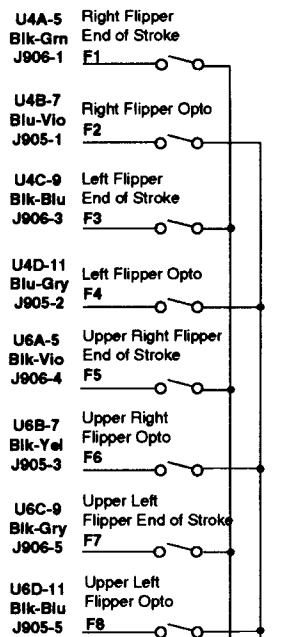 U4A-5 Right Flipper
Blk-Grn End of Stroke
J906-1 F1
U4B-7
Blu-Vio Right Flipper Opto
J905-1 F2
U4C-9 Left Flipper
Blk-Blu End of Stroke
J906-3 F3
U4D-11
Blu-Gry Left Flipper Opto
J905-2 F4
U6A-5 Upper Right Flipper
Blk-Vio End of Stroke
J906-4 F5
U6B-7 Upper Right
Blk-Yel Flipper Opto
J905-3 F6
U6C-9 Upper Left
Blk-Gry Flipper End of Stroke
J906-5 F7
U6D-11 Upper Left
Blk-Blu Flipper Opto
J905-5 F8